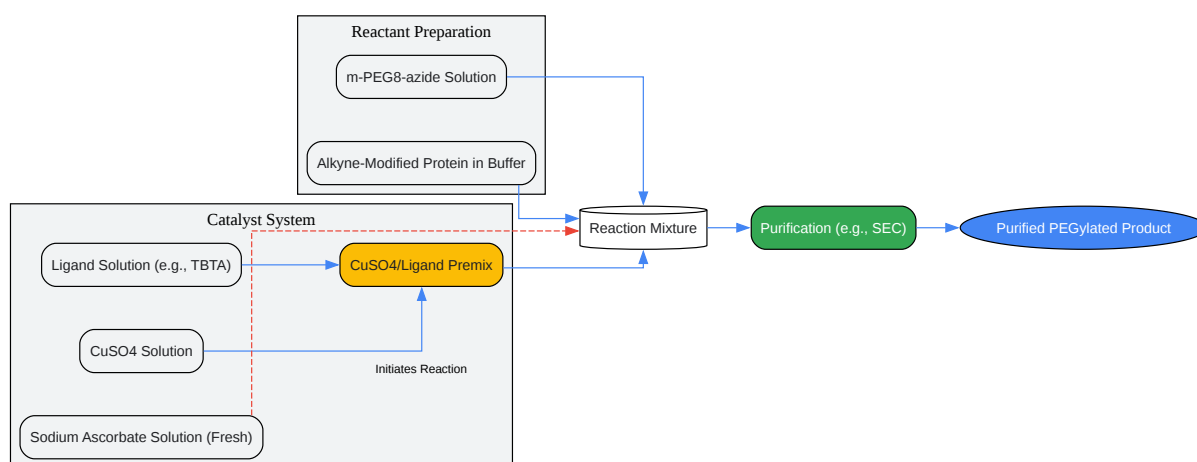 Reactant Preparation
m-PEG8-azide Solution
Alkyne-Modified Protein in Buffer
Catalyst System
Ligand Solution (e.g., TBTA)
CuSO4/Ligand Premix
CuSO4 Solution
Initiates Reaction
Sodium Ascorbate Solution (Fresh)
Reaction Mixture
Purification (e.g., SEC)
Purified PEGylated Product